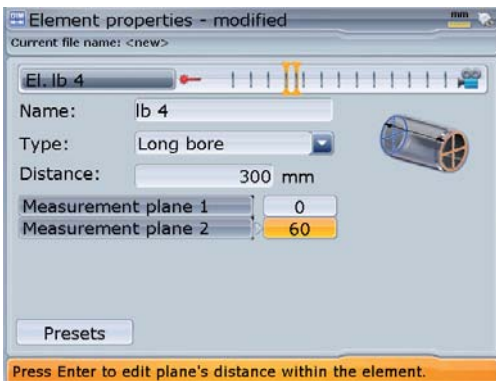 Element properties - modified
mm
Current file name: <new>
El. lb 4
Name: lb 4
Type: Long bore
Distance: 300 mm
Measurement plane 1 0
Measurement plane 2 60
Presets
Press Enter to edit plane's distance within the element.